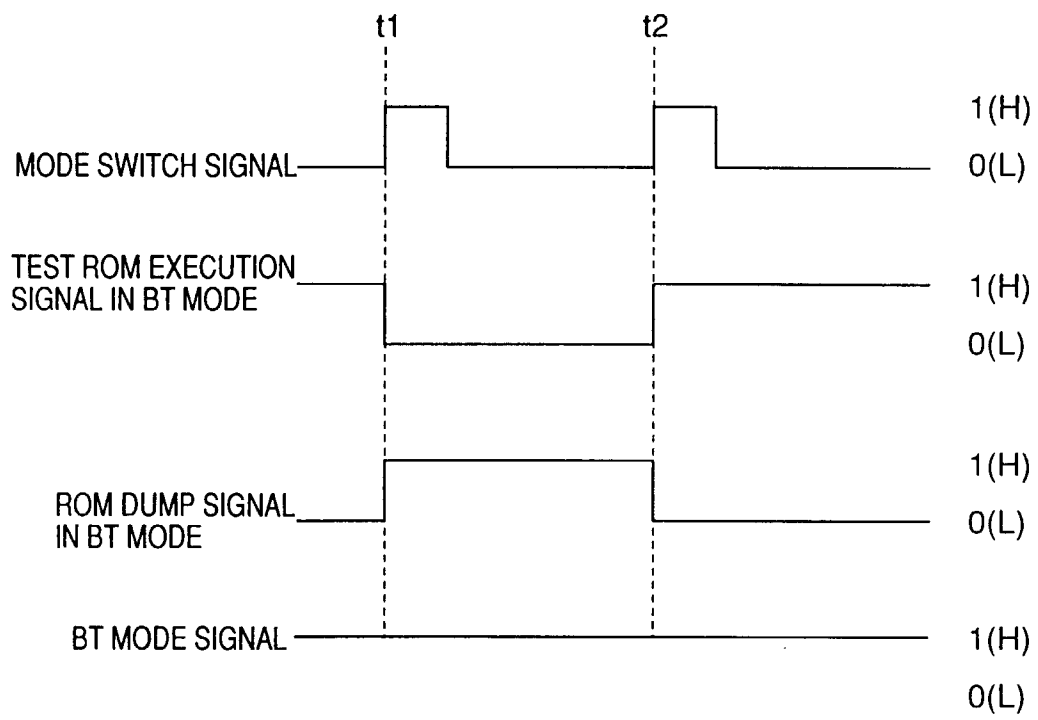 t1 t2
1(H)
MODE SWITCH SIGNAL 0(L)
TEST ROM EXECUTION
SIGNAL IN BT MODE 1(H)
0(L)
1(H)
ROM DUMP SIGNAL
IN BT MODE 0(L)
BT MODE SIGNAL 1(H)
0(L)